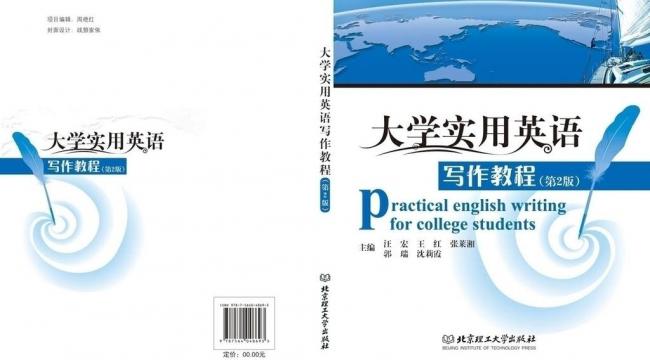 项目编辑：周艳红
封面设计：战朋家依
大学实用英语
写作教程(第2版)
定价：00.00元
大学实用英语写作教程（第2版）
北京理工大学出版社
大学实用英语
写作教程(第2版)
practical english writing
for college students
主编 汪宏 王红 张莱湘
郭瑞 沈莉霞
北京理工大学出版社
BEIJING INSTITUTE OF TECHNOLOGY PRESS